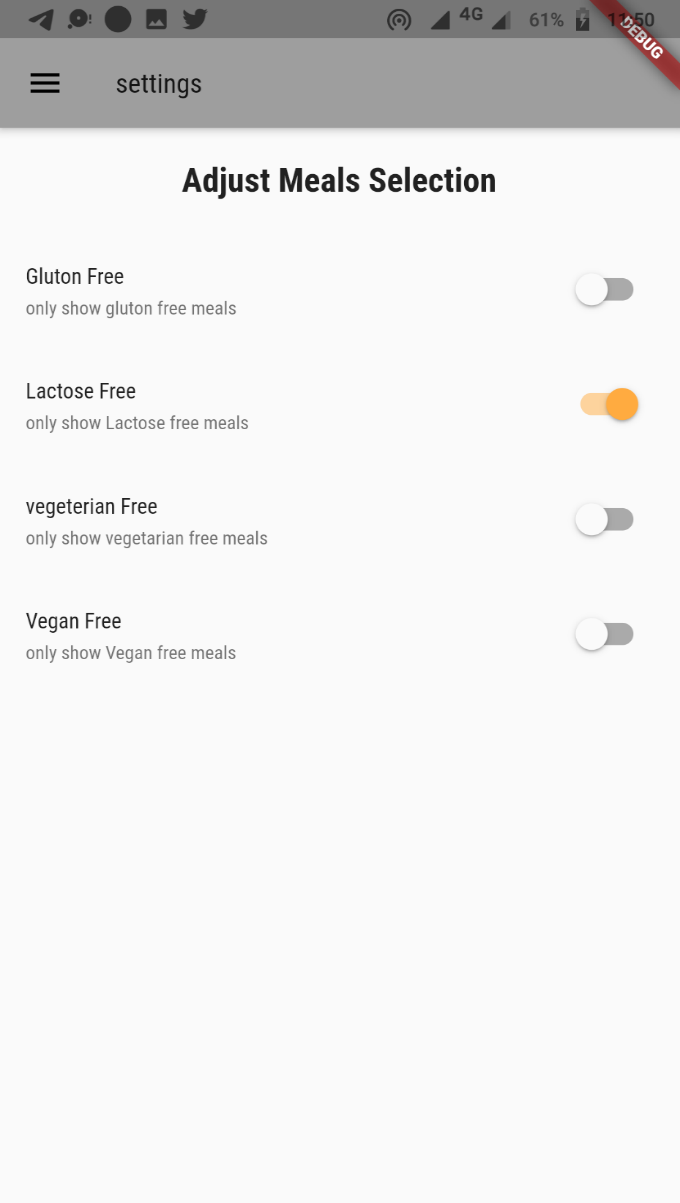 4G 61% 11:50
DEBUG
settings
Adjust Meals Selection
Gluton Free
only show gluton free meals
Lactose Free
only show Lactose free meals
vegeterian Free
only show vegetarian free meals
Vegan Free
only show Vegan free meals